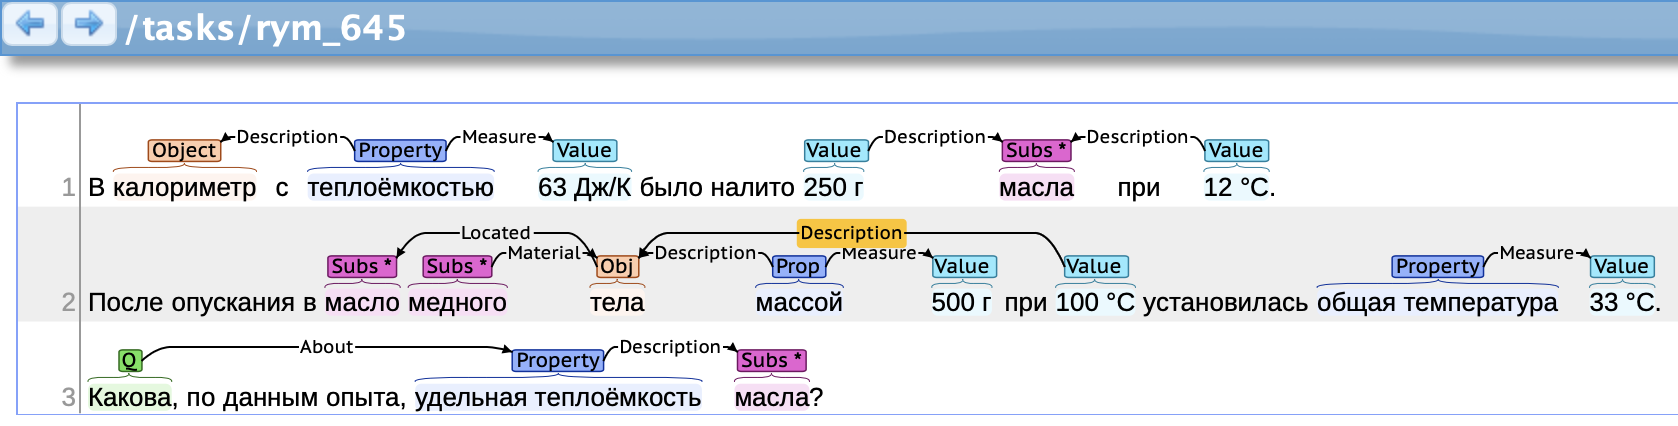 /tasks/rym_645
Object Description Property Measure Value Value Description Subs * Description Value
1 В калориметр с теплоёмкостью 63 Дж/К было налито 250 г масла при 12 °C.
Located Description
Subs * Subs * Material Obj Description Prop Measure Value Value Property Measure Value
2 После опускания в масло медного тела массой 500 г при 100 °C установилась общая температура 33 °C.
Q About Property Description Subs *
3 Какова, по данным опыта, удельная теплоёмкость масла?